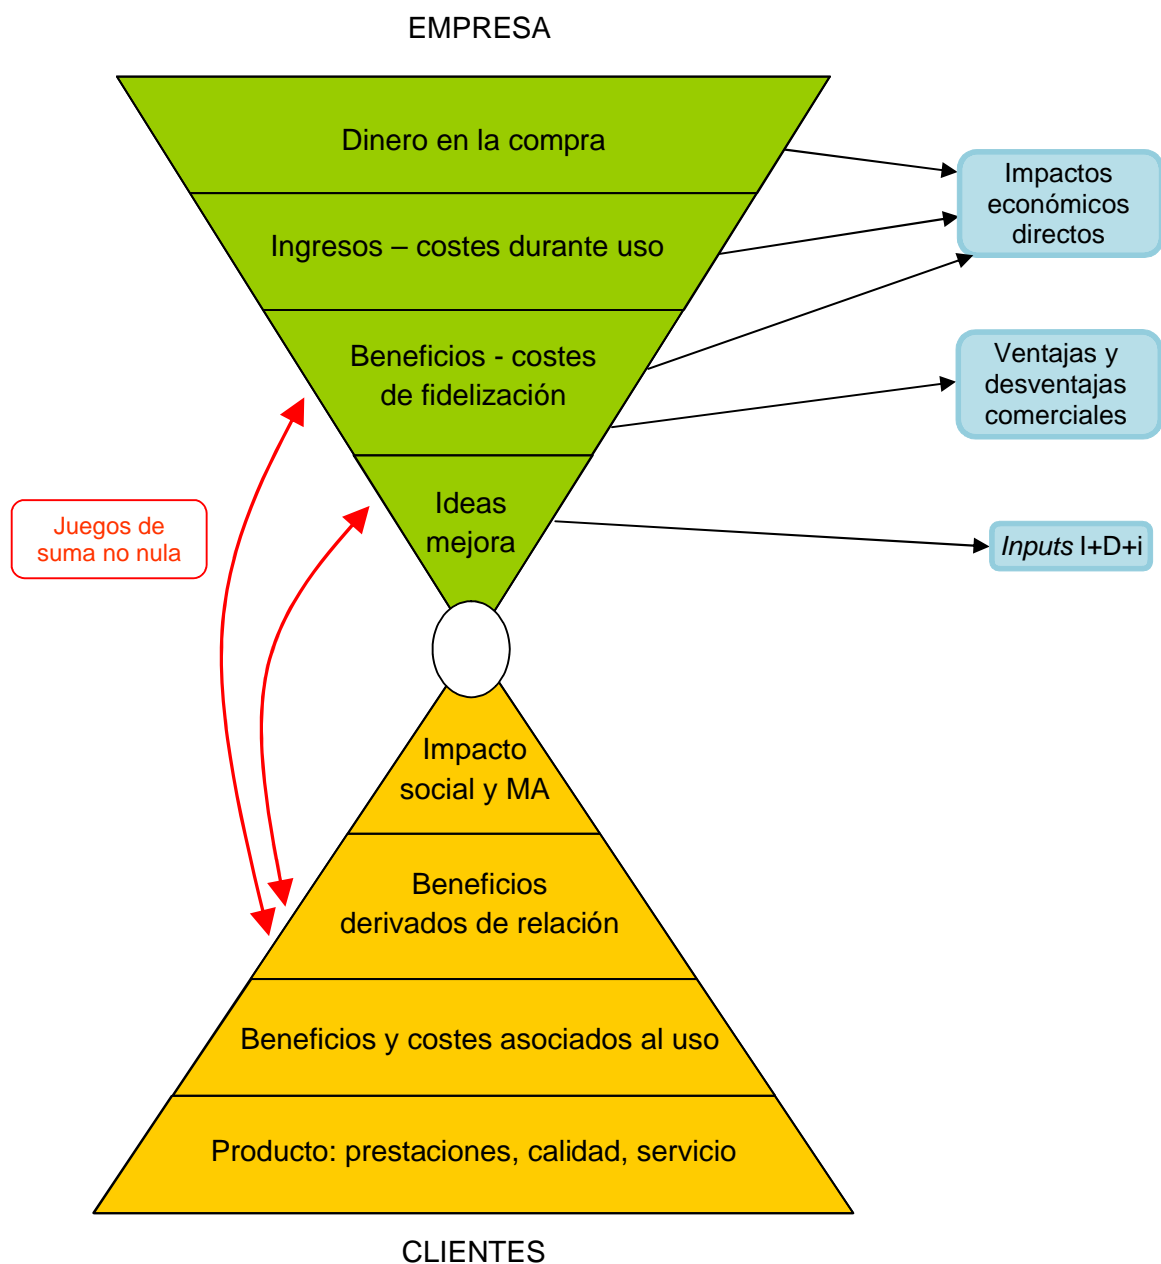 EMPRESA
Dinero en la compra
Ingresos – costes durante uso
Beneficios - costes
de fidelización
Ideas
mejora
Impactos
económicos
directos
Ventajas y
desventajas
comerciales
Inputs I+D+i
Juegos de
suma no nula
Impacto
social y MA
Beneficios
derivados de relación
Beneficios y costes asociados al uso
Producto: prestaciones, calidad, servicio
CLIENTES